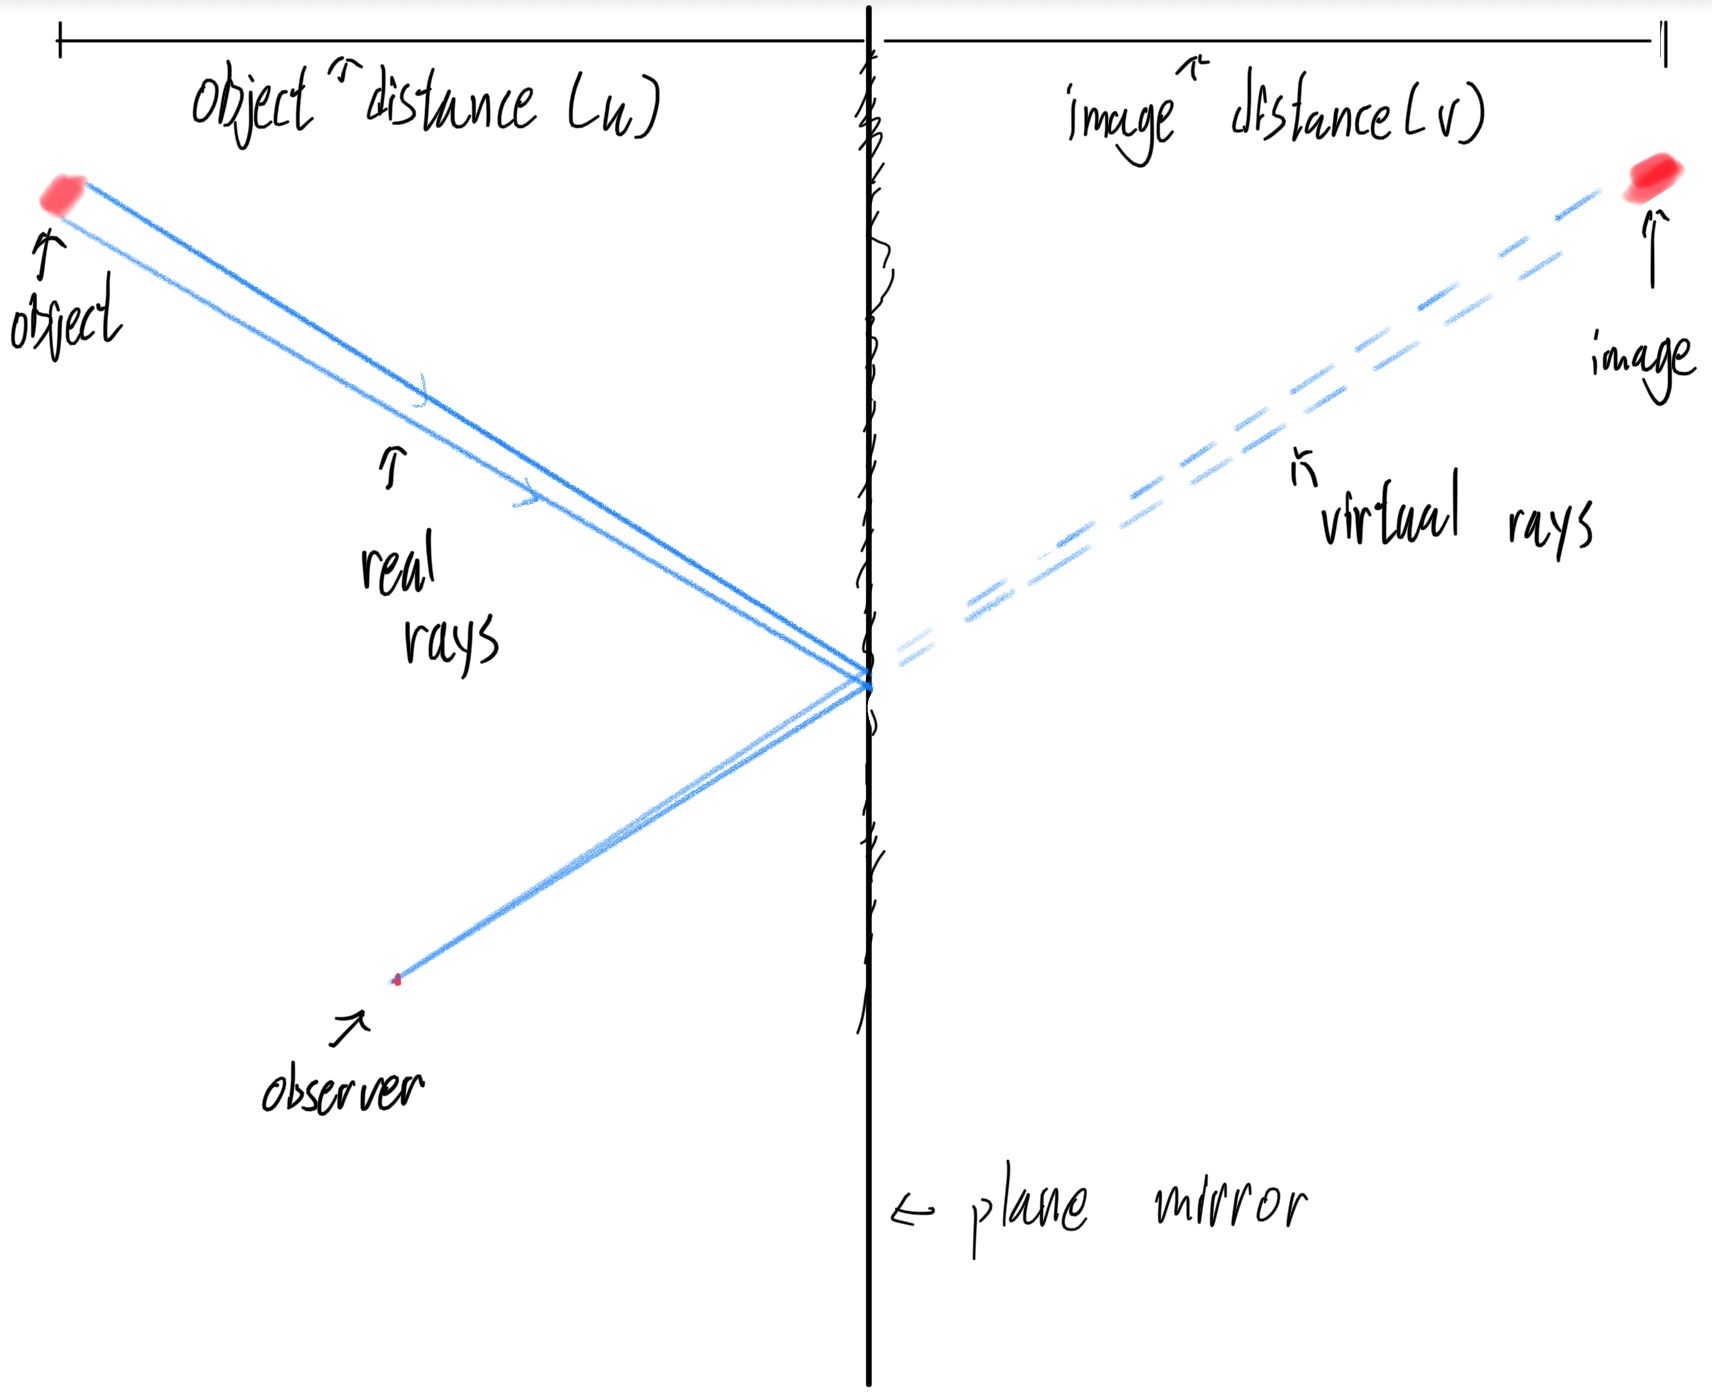 object distance (u)
image distance (v)
object
image
real
rays
virtual rays
observer
plane mirror